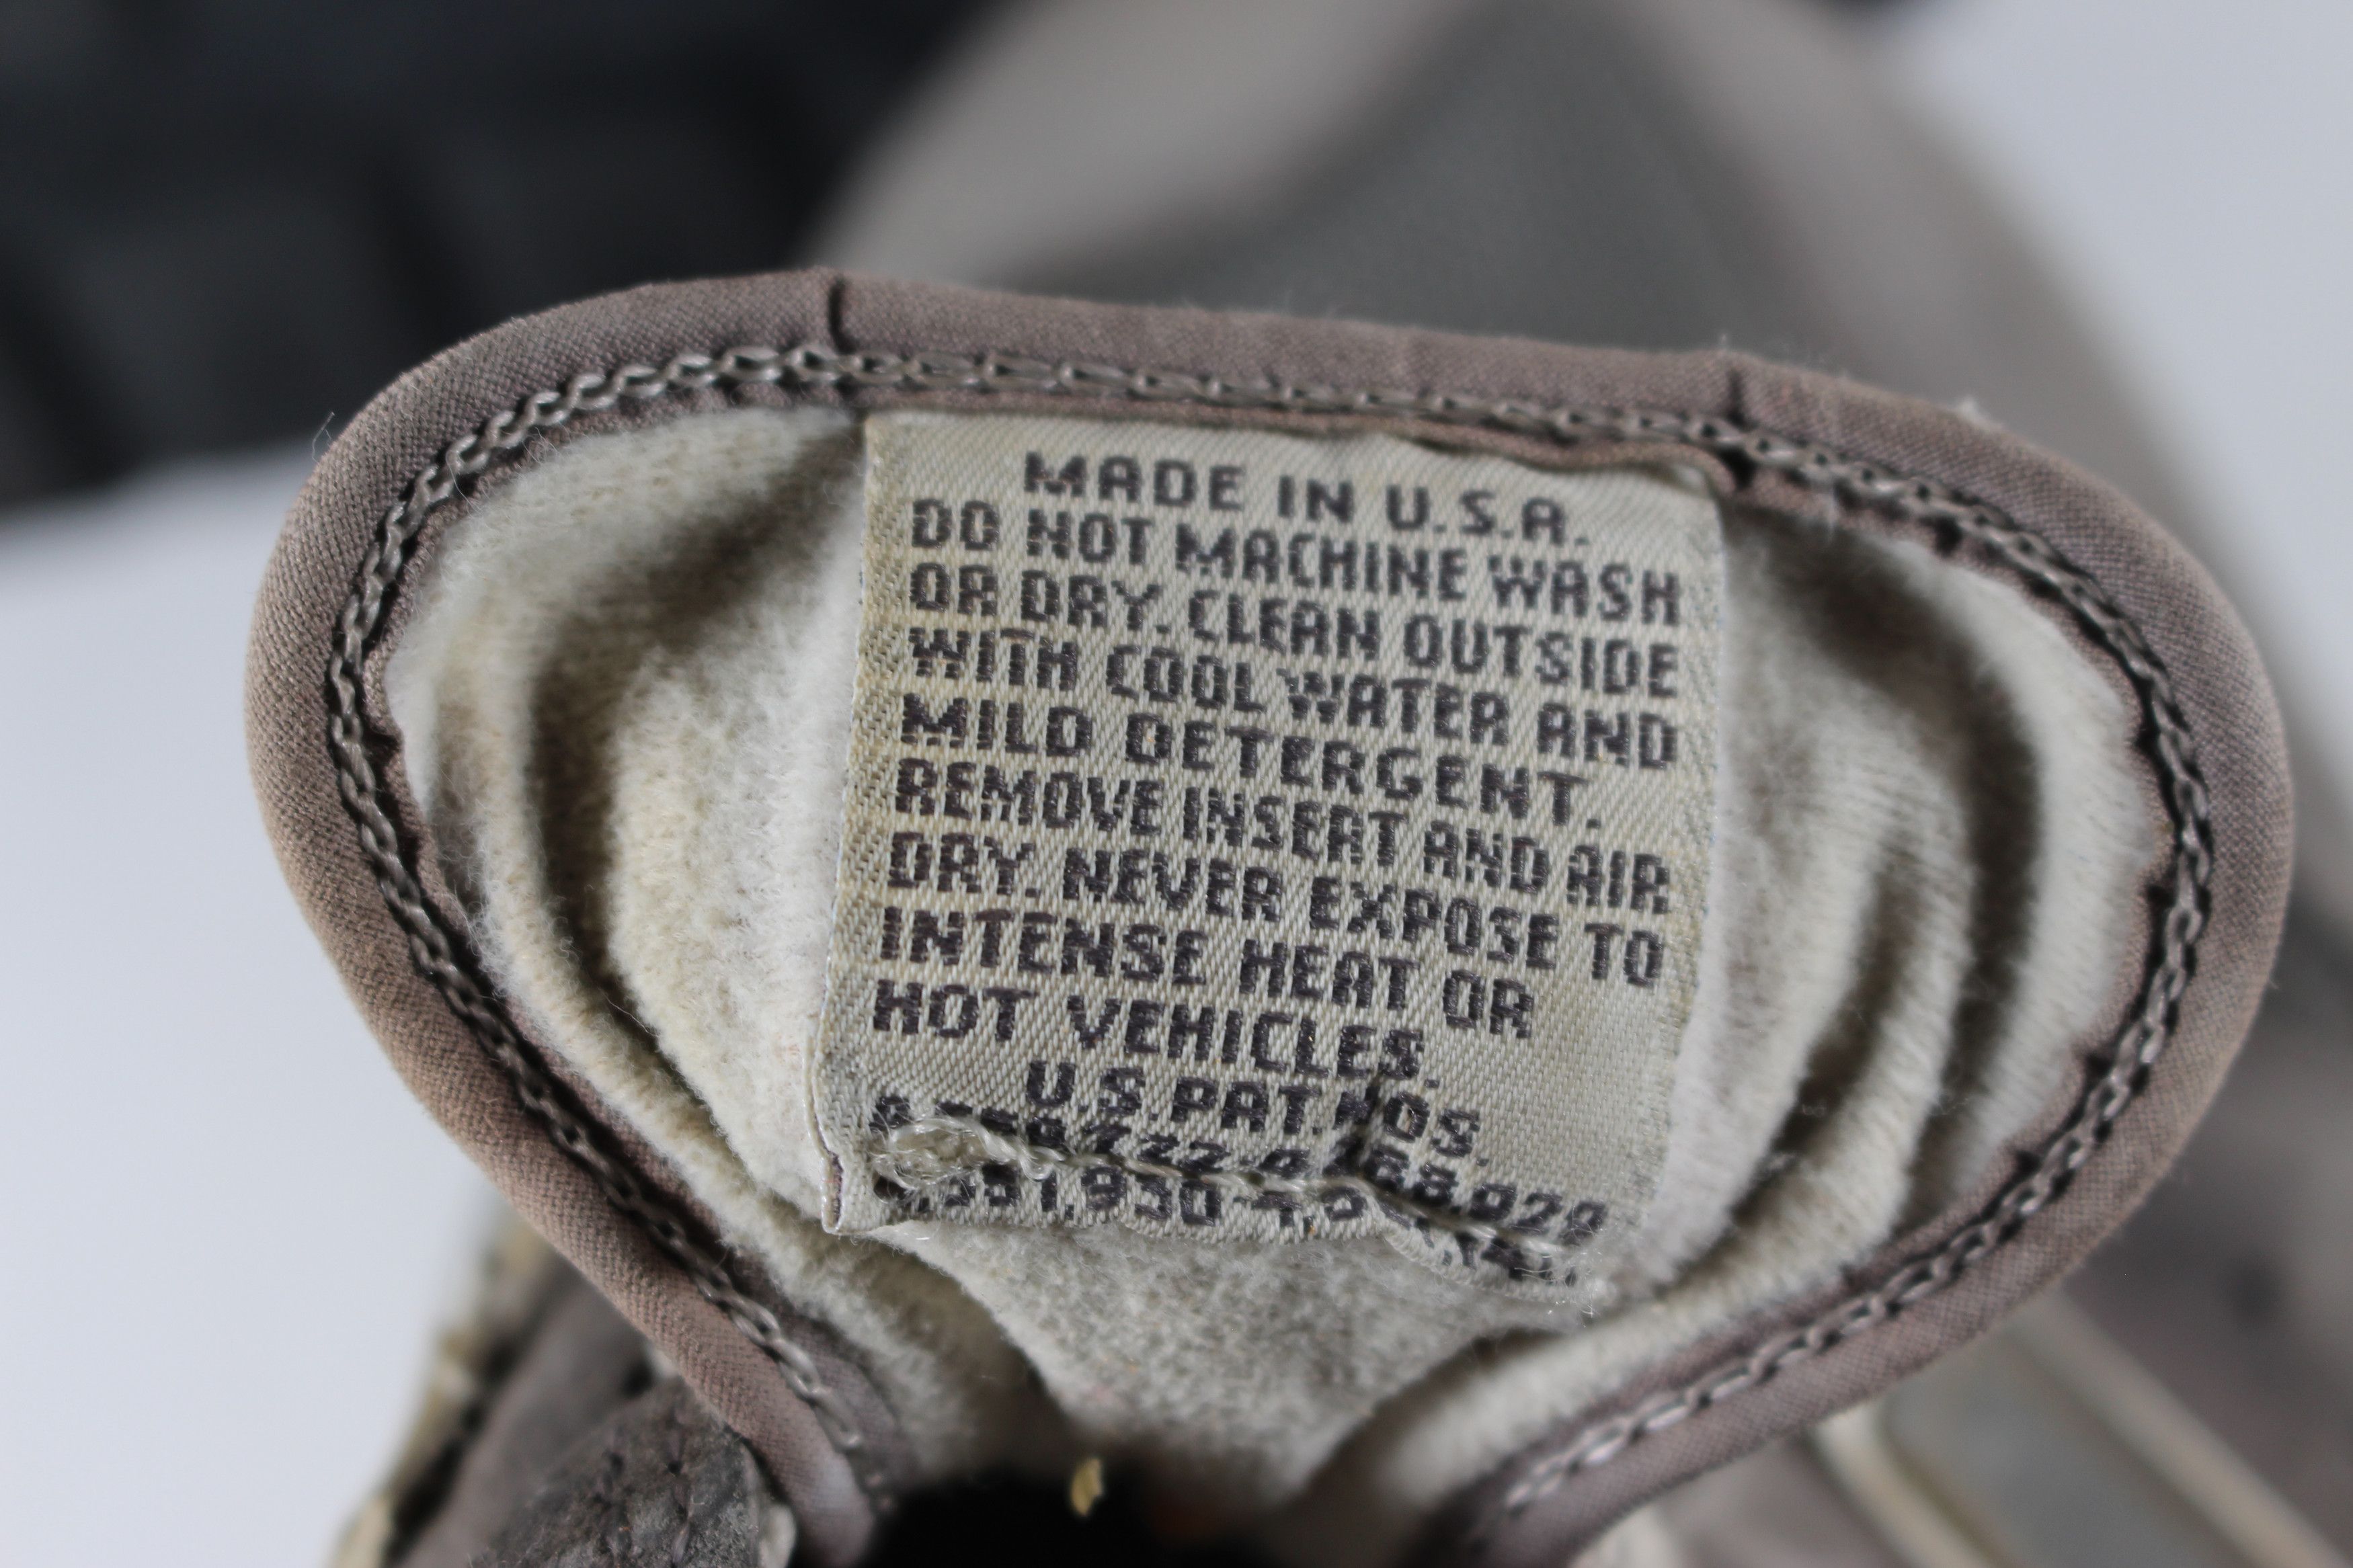 MADE IN U.S.A.
DO NOT MACHINE WASH
OR DRY. CLEAN OUTSIDE
WITH COOL WATER AND
MILD DETERGENT.
REMOVE INSERT AND AIR
DRY. NEVER EXPOSE TO
INTENSE HEAT OR
HOT VEHICLES.
U.S.PAT.NOS.